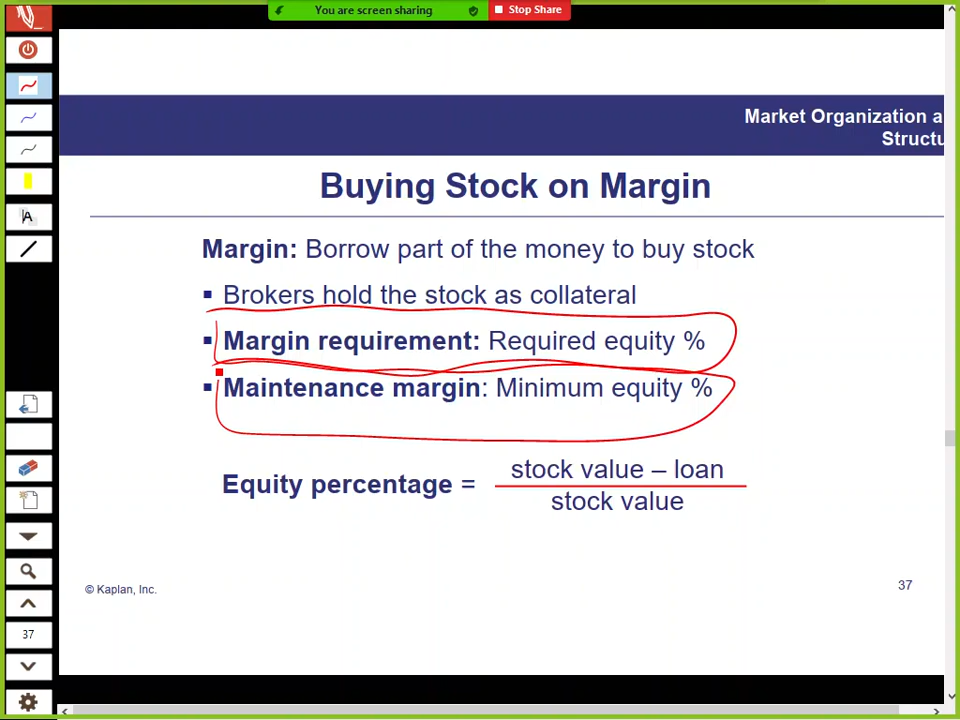 You are screen sharing
Stop Share
Market Organization a
Structu
Buying Stock on Margin
Margin: Borrow part of the money to buy stock
▪ Brokers hold the stock as collateral
▪ Margin requirement: Required equity %
▪ Maintenance margin: Minimum equity %
Equity percentage = stock value – loan
stock value
© Kaplan, Inc.
37
A
37